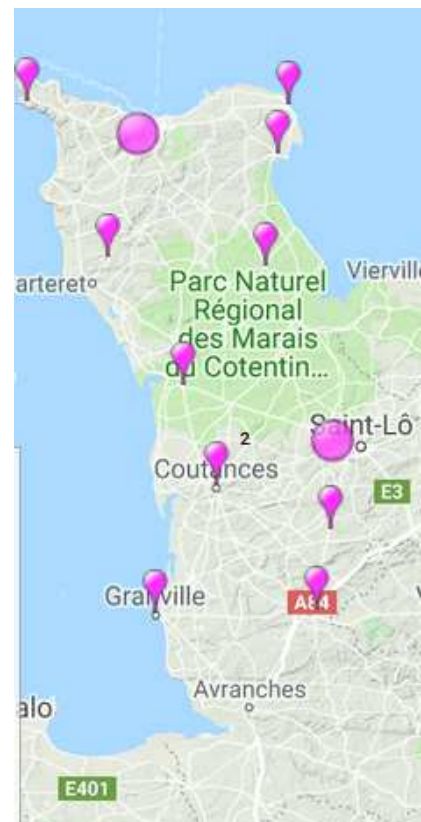 Vierville
arteret
Parc Naturel
Régional
des Marais
du Cotentin...
Saint-Lô
2
Coutances
E3
Granville
A84
Avranches
alo
E401